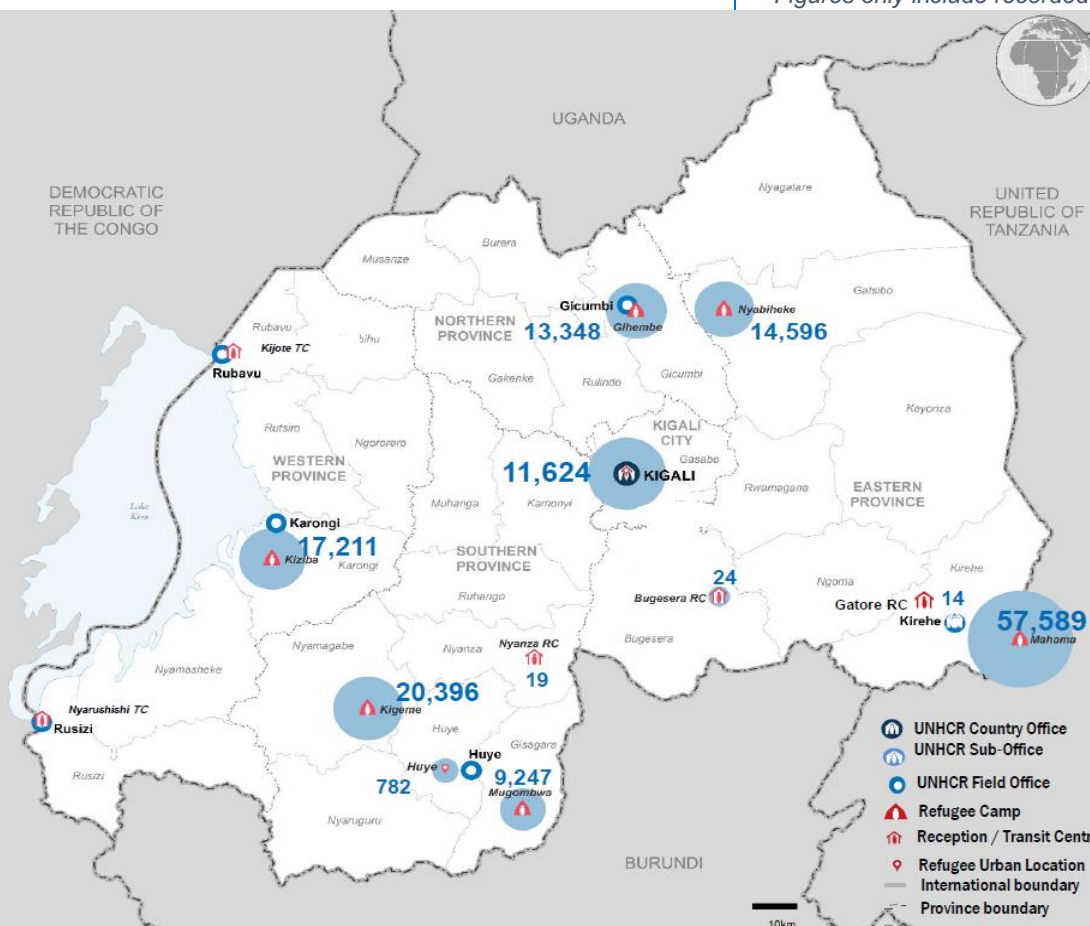 Figures only include recorded
UGANDA
DEMOCRATIC
REPUBLIC OF
THE CONGO
UNITED
REPUBLIC OF
TANZANIA
Nyagatare
Burera
Musanze
Gatsibo
Gicumbi
13,348
Gihembe
Nyabiheke
14,596
NORTHERN
PROVINCE
Rubavu
Kijote TC
bihu
Rubavu
Gakenke
Rulindo
Gicumbi
Kayonza
Rutsiro
Ngororero
KIGALI
CITY
Gasabo
WESTERN
PROVINCE
11,624
KIGALI
Muhanga
Kamonyi
Rwamagana
EASTERN
PROVINCE
Lake
Kivu
Karongi
17,211
Kiziba
Karongi
SOUTHERN
PROVINCE
Ruhango
24
Bugesera RC
Ngoma
Kirehe
Gatore RC
14
Kirehe
57,589
Mahama
Bugesera
Nyamasheke
Nyamagabe
Nyanza
Nyanza RC
19
20,396
Kigeme
Nyarushishi TC
Rusizi
Huye
Gisagara
Rusizi
Huye
Huye
782
9,247
Mugombwa
Nyaruguru
BURUNDI
UNHCR Country Office
UNHCR Sub-Office
UNHCR Field Office
Refugee Camp
Reception / Transit Centr
Refugee Urban Location
International boundary
Province boundary
10km